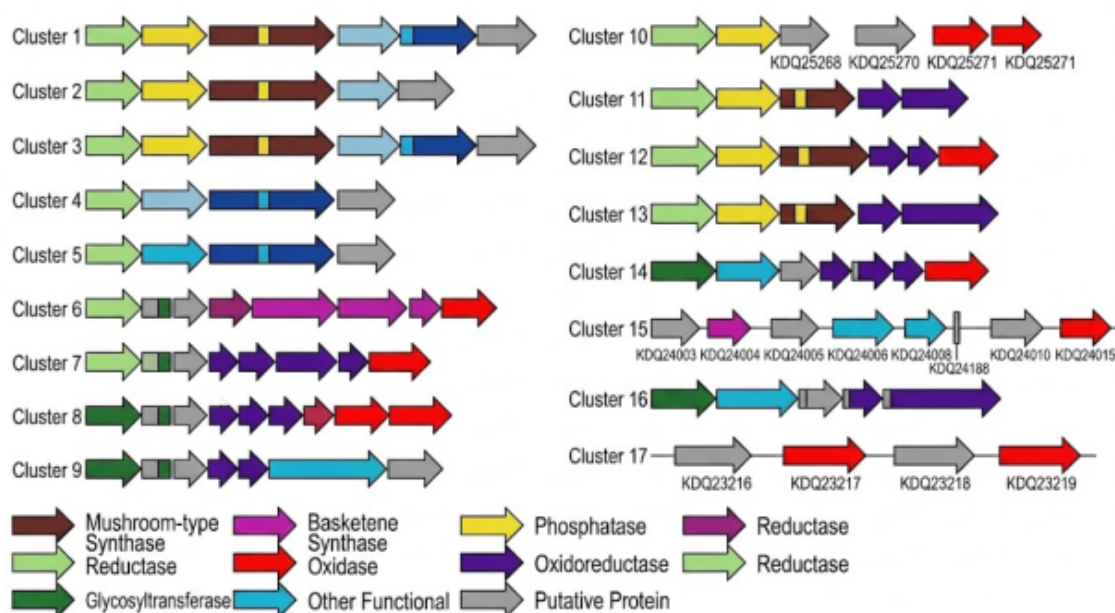 Cluster 1
Cluster 2
Cluster 3
Cluster 4
Cluster 5
Cluster 6
Cluster 7
Cluster 8
Cluster 9
Cluster 10
KDQ25268 KDQ25270 KDQ25271 KDQ25271
Cluster 11
Cluster 12
Cluster 13
Cluster 14
Cluster 15
KDQ24003 KDQ24004 KDQ24005 KDQ24006 KDQ24008 KDQ24010 KDQ24015
KDQ24188
Cluster 16
Cluster 17
KDQ23216 KDQ23217 KDQ23218 KDQ23219
Mushroom-type
Synthase
Basketene
Synthase
Phosphatase
Reductase
Reductase
Oxidase
Oxidoreductase
Reductase
Glycosyltransferase
Other Functional
Putative Protein